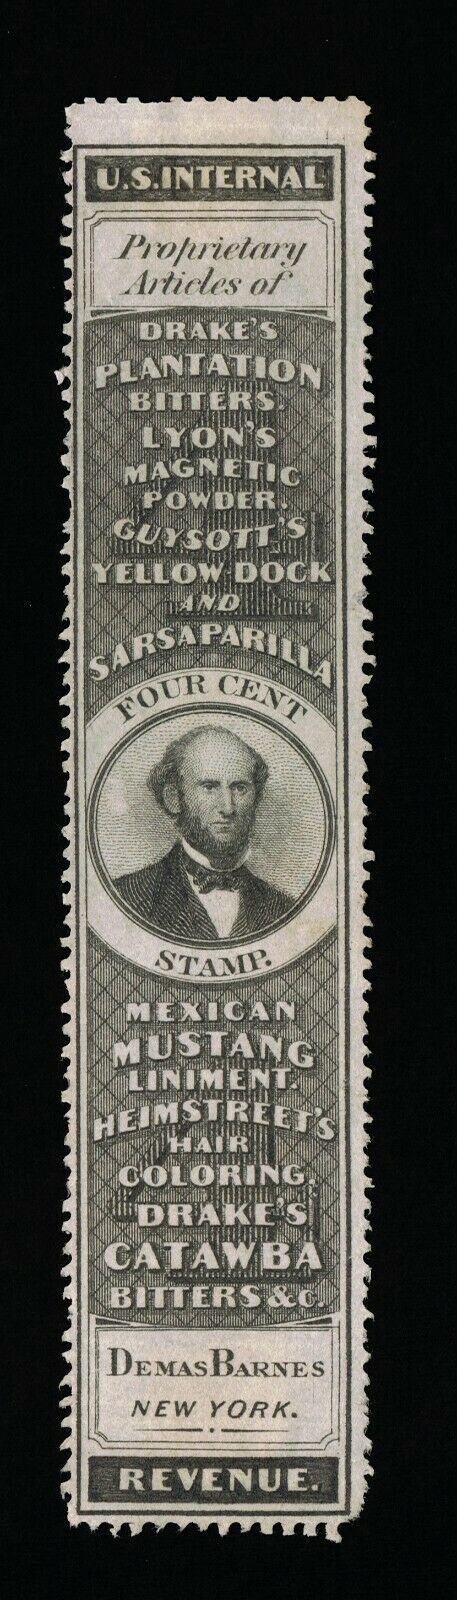 U.S. INTERNAL
Proprietary
Articles of
DRAKE'S
PLANTATION
BITTERS.
LYON'S
MAGNETIC
POWDER.
GUYSOTT'S
YELLOW DOCK
AND
SARSAPARILLA
FOUR CENT
STAMP.
MEXICAN
MUSTANG
LINIMENT.
HEIMSTREET'S
HAIR
COLORING.
DRAKE'S
CATAWBA
BITTERS &C.
DEMAS BARNES
NEW YORK.
REVENUE.